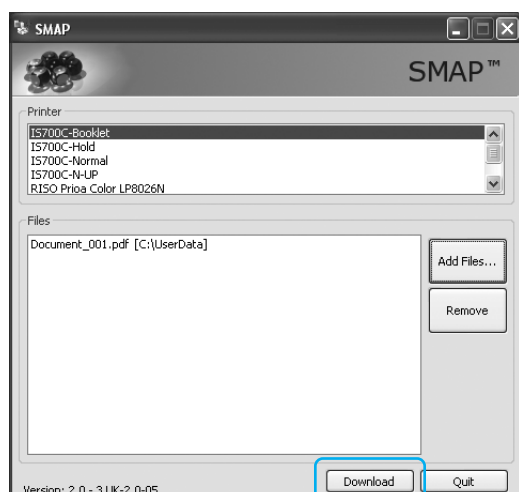 SMAP
SMAP™
Printer
IS700C-Booklet
IS700C-Hold
IS700C-Normal
IS700C-N-UP
RISO Prioa Color LP8026N
Files
Document_001.pdf [C:\UserData]
Add Files...
Remove
Version: 2.0 - 3.UK-2.0-05
Download
Quit